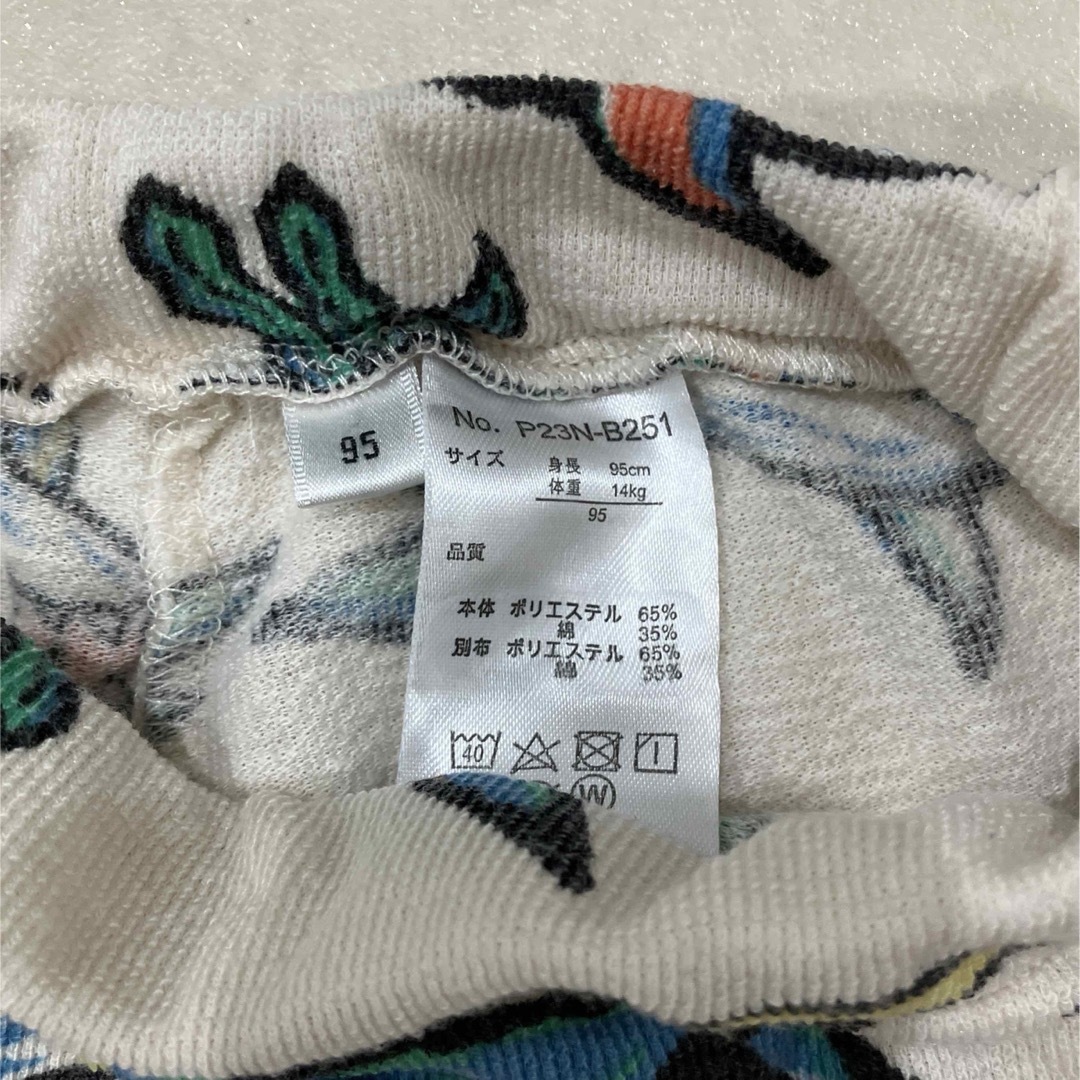 95
No. P23N-B251
サイズ 身長 95cm
体重 14kg
95
品質
本体 ポリエステル 65%
綿 35%
別布 ポリエステル 65%
綿 35%
40
W